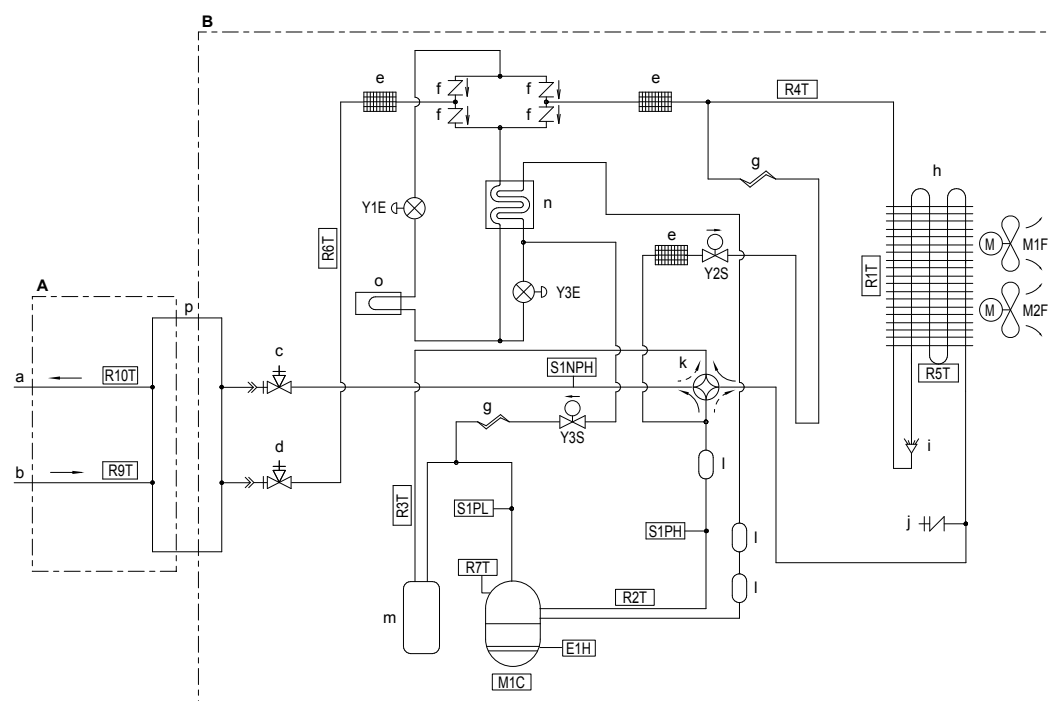 B
e
f
f
e
R4T
f
f
g
h
Y1E
n
R6T
M
M1F
e
Y2S
R1T
A
o
Y3E
M
M2F
p
c
k
R5T
S1NPH
a
R10T
g
Y3S
d
i
l
b
R9T
R3T
S1PL
S1PH
l
j
R7T
l
R2T
m
E1H
M1C